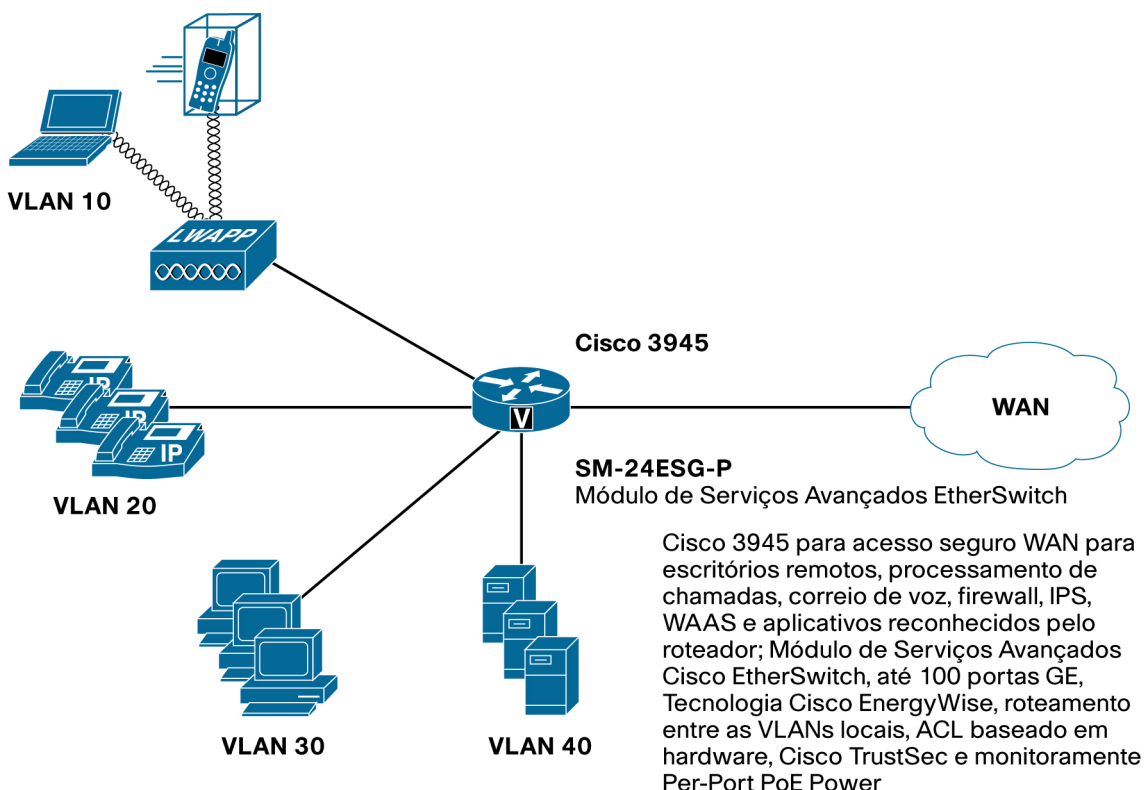 VLAN 10
LWAPP
Cisco 3945
IP
IP
IP
V
WAN
VLAN 20
SM-24ESG-P
Módulo de Serviços Avançados EtherSwitch
Cisco 3945 para acesso seguro WAN para
escritórios remotos, processamento de
chamadas, correio de voz, firewall, IPS,
WAAS e aplicativos reconhecidos pelo
roteador; Módulo de Serviços Avançados
Cisco EtherSwitch, até 100 portas GE,
Tecnologia Cisco EnergyWise, roteamento
entre as VLANs locais, ACL baseado em
hardware, Cisco TrustSec e monitoramente
Per-Port PoE Power
VLAN 30
VLAN 40